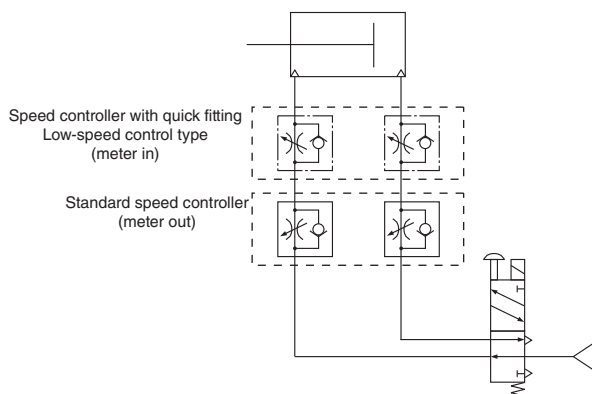 Speed controller with quick fitting
Low-speed control type
(meter in)
Standard speed controller
(meter out)